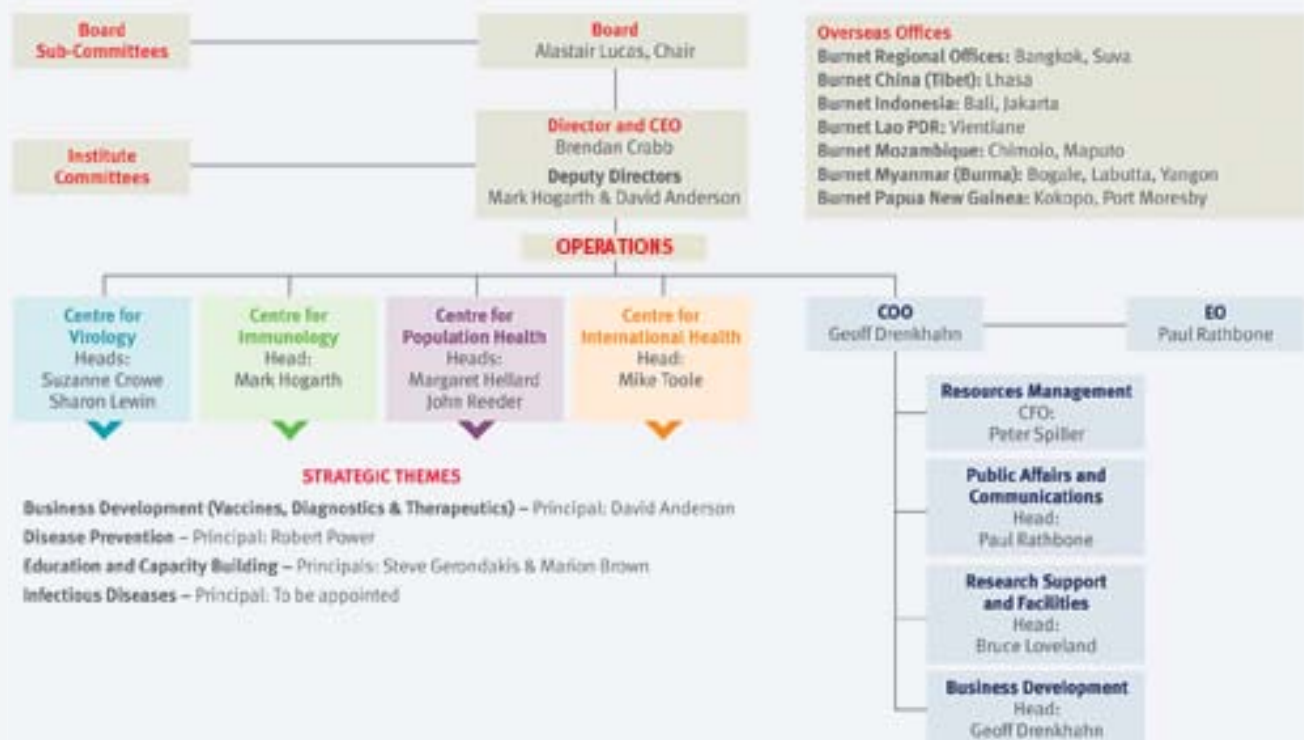 Board
Sub-Committees
Board
Alastair Lucas, Chair
Institute
Committees
Director and CEO
Brendan Crabb
Deputy Directors
Mark Hogarth & David Anderson
Overseas Offices
Burnet Regional Offices: Bangkok, Suva
Burnet China (Tibet): Lhasa
Burnet Indonesia: Bali, Jakarta
Burnet Lao PDR: Vientiane
Burnet Mozambique: Chimoio, Maputo
Burnet Myanmar (Burma): Bogale, Labutta, Yangon
Burnet Papua New Guinea: Kokopo, Port Moresby
OPERATIONS
Centre for
Virology
Heads:
Suzanne Crowe
Sharon Lewin
Centre for
Immunology
Head:
Mark Hogarth
Centre for
Population Health
Heads:
Margaret Hellard
John Reeder
Centre for
International Health
Head:
Mike Toole
COO
Geoff Drenkhahn
EO
Paul Rathbone
Resources Management
CFO:
Peter Spiller
Public Affairs and
Communications
Head:
Paul Rathbone
Research Support
and Facilities
Head:
Bruce Loveland
Business Development
Head:
Geoff Drenkhahn
STRATEGIC THEMES
Business Development (Vaccines, Diagnostics & Therapeutics) – Principal: David Anderson
Disease Prevention – Principal: Robert Power
Education and Capacity Building – Principals: Steve Gerondakis & Marion Brown
Infectious Diseases – Principal: To be appointed